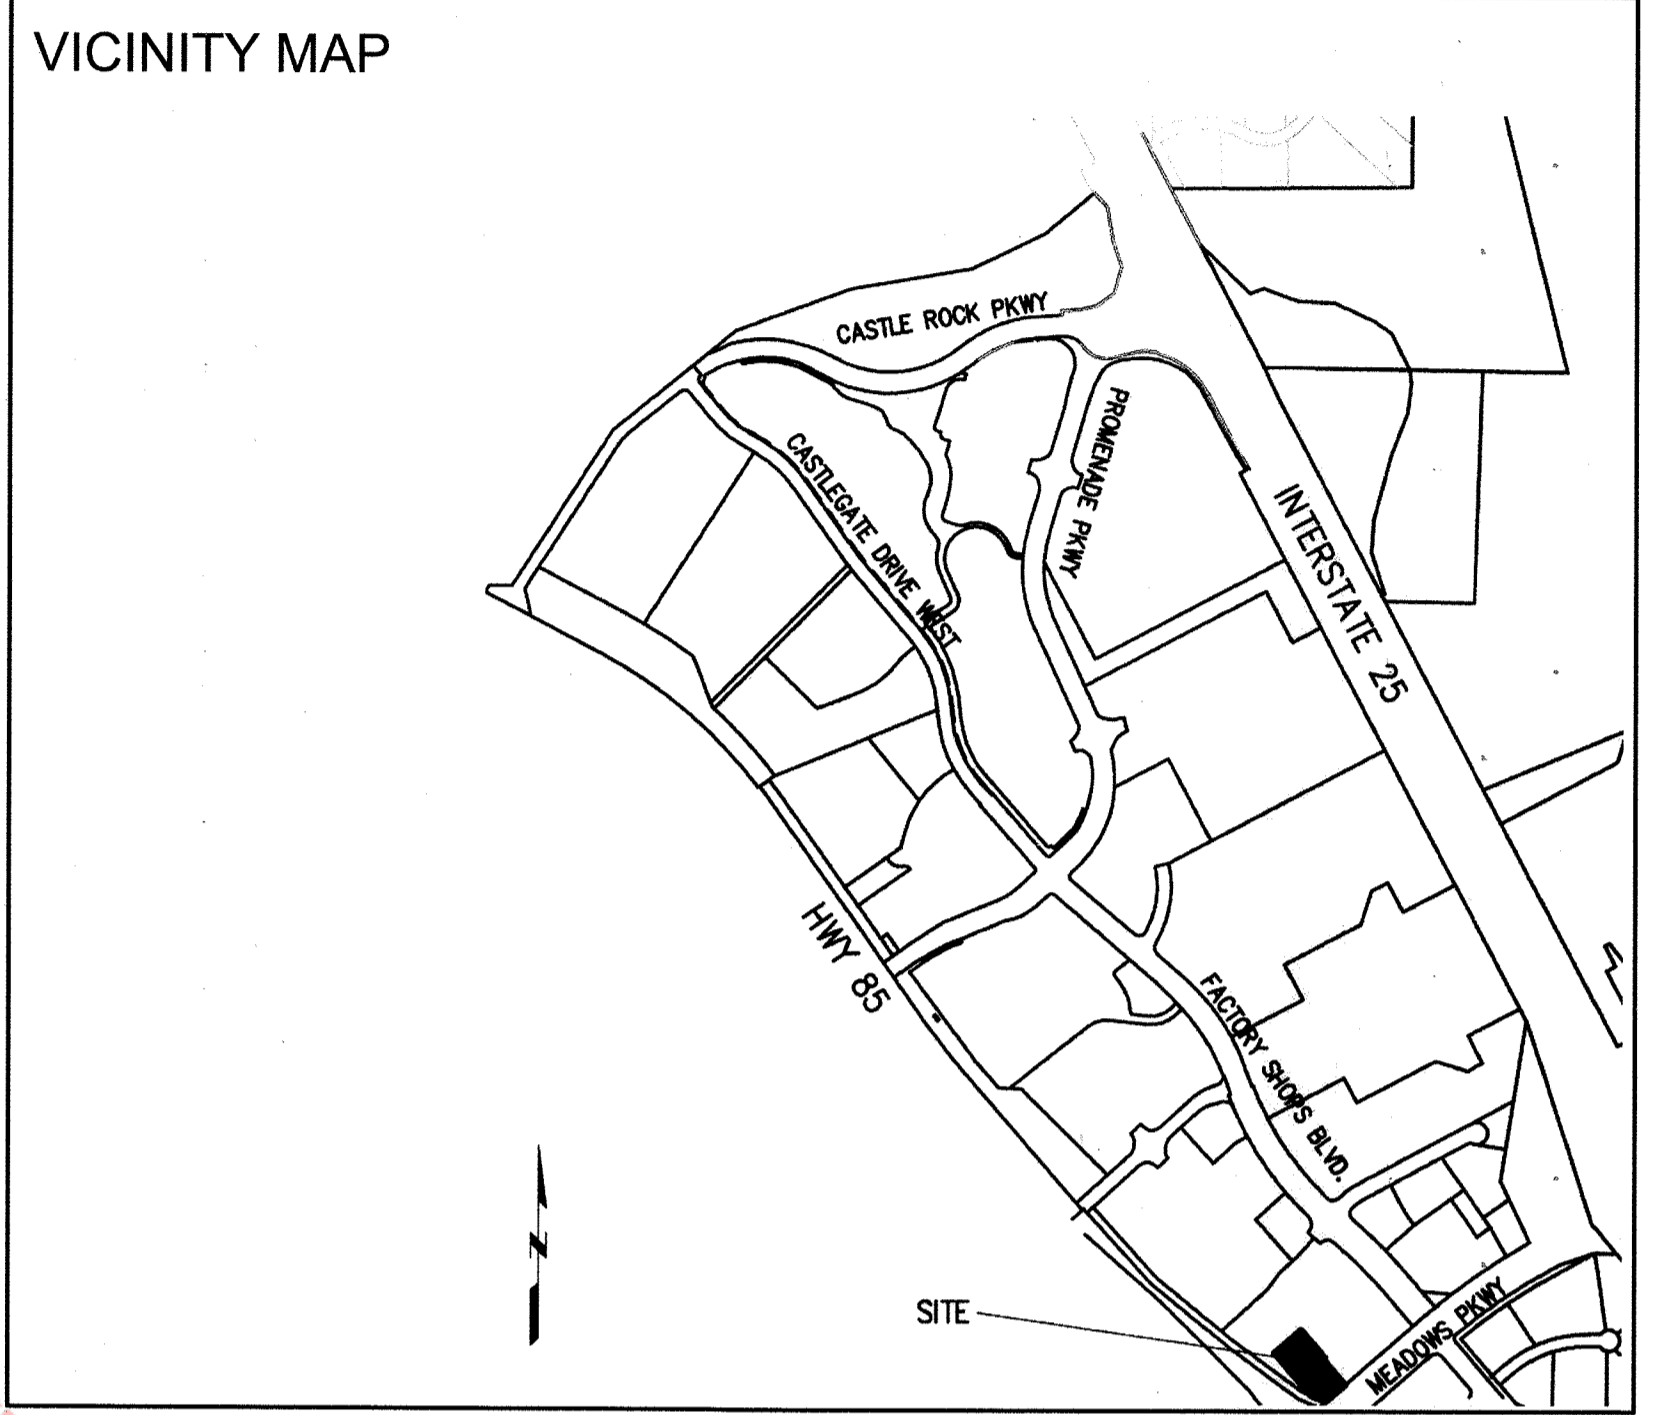 VICINITY MAP
CASTLE ROCK PKWY
PROMENADE PKWY
CASTLEGATE DRIVE WEST
INTERSTATE 25
HWY 85
FACTORY SHOPS BLVD.
N
SITE
MEADOWS PKWY